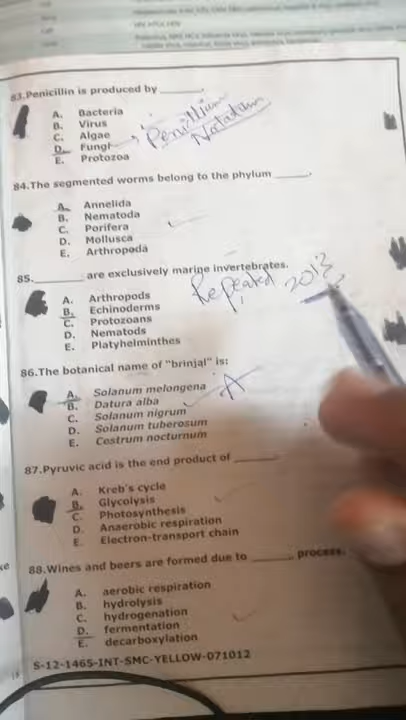 83.Penicillin is produced by ______.
A. Bacteria
B. Virus
C. Algae
D. Fungi
E. Protozoa
Penicillium
Notatum
84.The segmented worms belong to the phylum _____.
A. Annelida
B. Nematoda
C. Porifera
D. Mollusca
E. Arthropoda
85.______ are exclusively marine invertebrates.
Repeated 2012
A. Arthropods
B. Echinoderms
C. Protozoans
D. Nematods
E. Platyhelminthes
86.The botanical name of "brinjal" is:
A. Solanum melongena
A
B. Datura alba
C. Solanum nigrum
D. Solanum tuberosum
E. Cestrum nocturnum
87.Pyruvic acid is the end product of ______.
A. Kreb's cycle
B. Glycolysis
C. Photosynthesis
D. Anaerobic respiration
E. Electron-transport chain
88.Wines and beers are formed due to ______ process.
A. aerobic respiration
B. hydrolysis
C. hydrogenation
D. fermentation
E. decarboxylation
S-12-1465-INT-SMC-YELLOW-071012